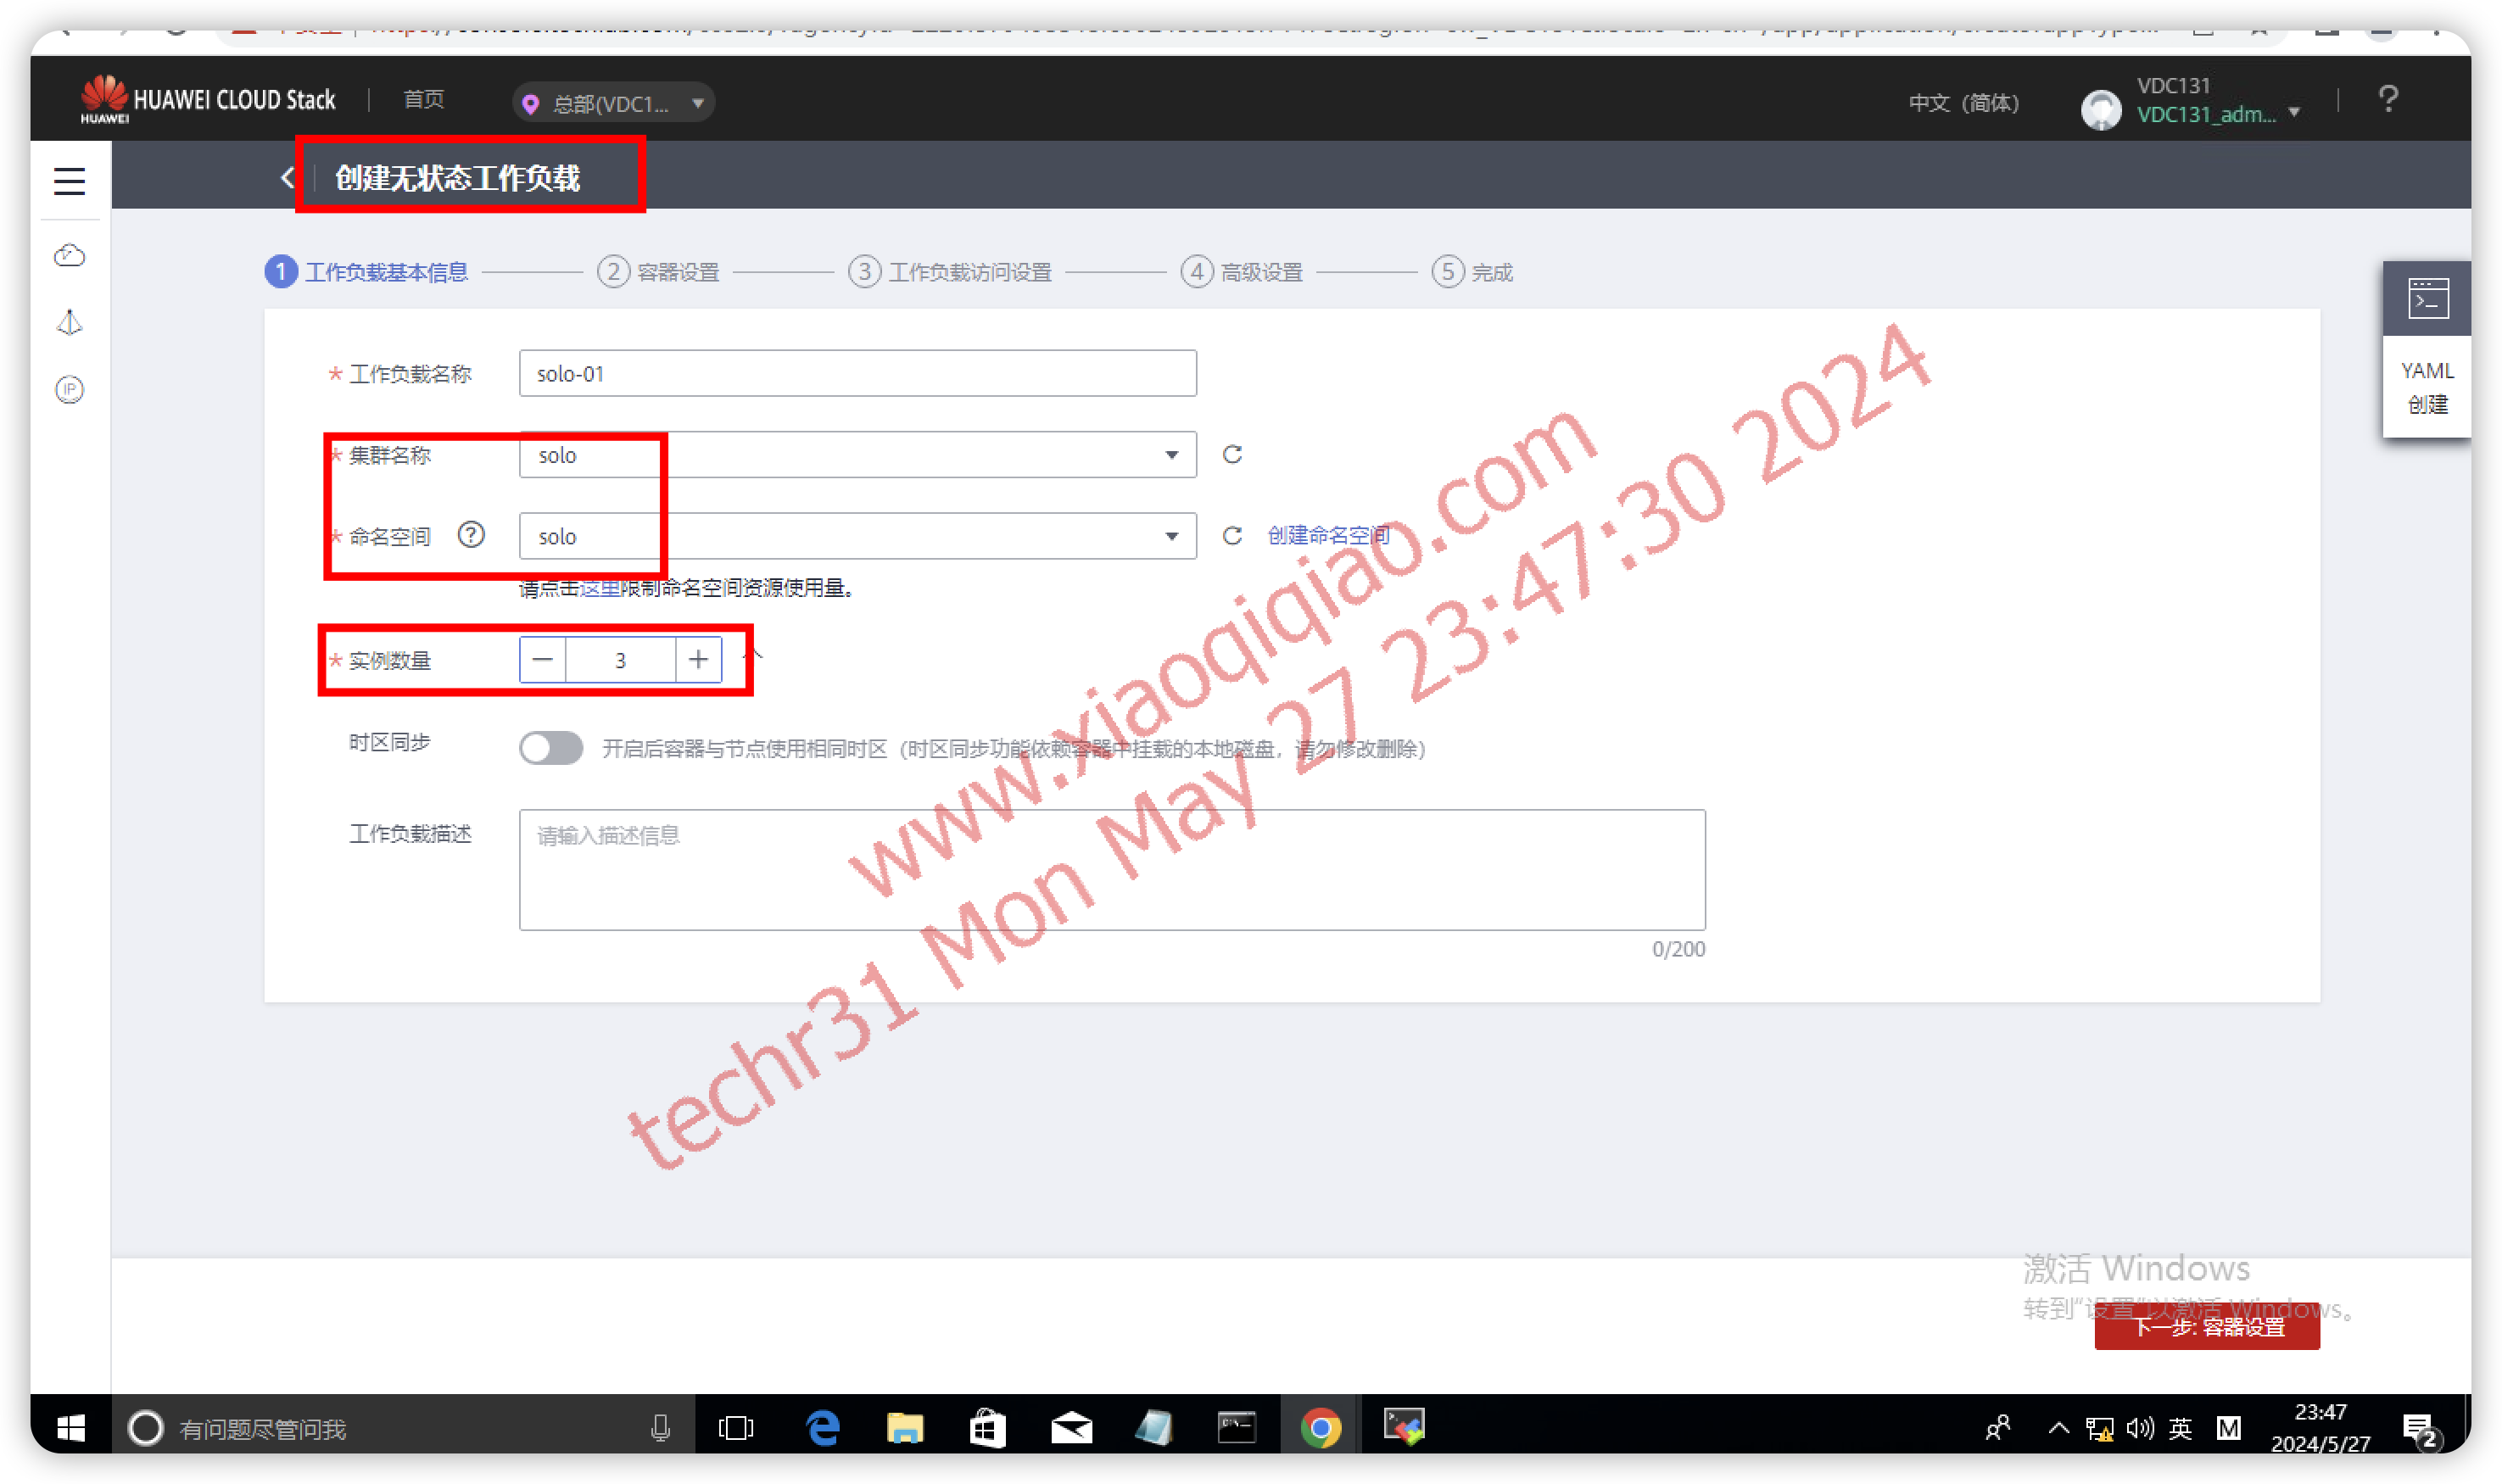 HUAWEI
HUAWEI CLOUD Stack
首页
总部(VDC1...
中文（简体）
VDC131
VDC131_adm...
?
创建无状态工作负载
1 工作负载基本信息
2 容器设置
3 工作负载访问设置
4 高级设置
5 完成
YAML
创建
* 工作负载名称
solo-01
* 集群名称
solo
* 命名空间
solo
创建命名空间
请点击这里限制命名空间资源使用量。
* 实例数量
3
时区同步
开启后容器与节点使用相同时区（时区同步功能依赖容器中挂载的本地磁盘，请勿修改删除）
工作负载描述
请输入描述信息
0/200
www.xiaoqiqiao.com
techr31 Mon May 27 23:47:30 2024
激活 Windows
转到"设置"以激活 Windows。
下一步: 容器设置
有问题尽管问我
英
M
23:47
2024/5/27
2